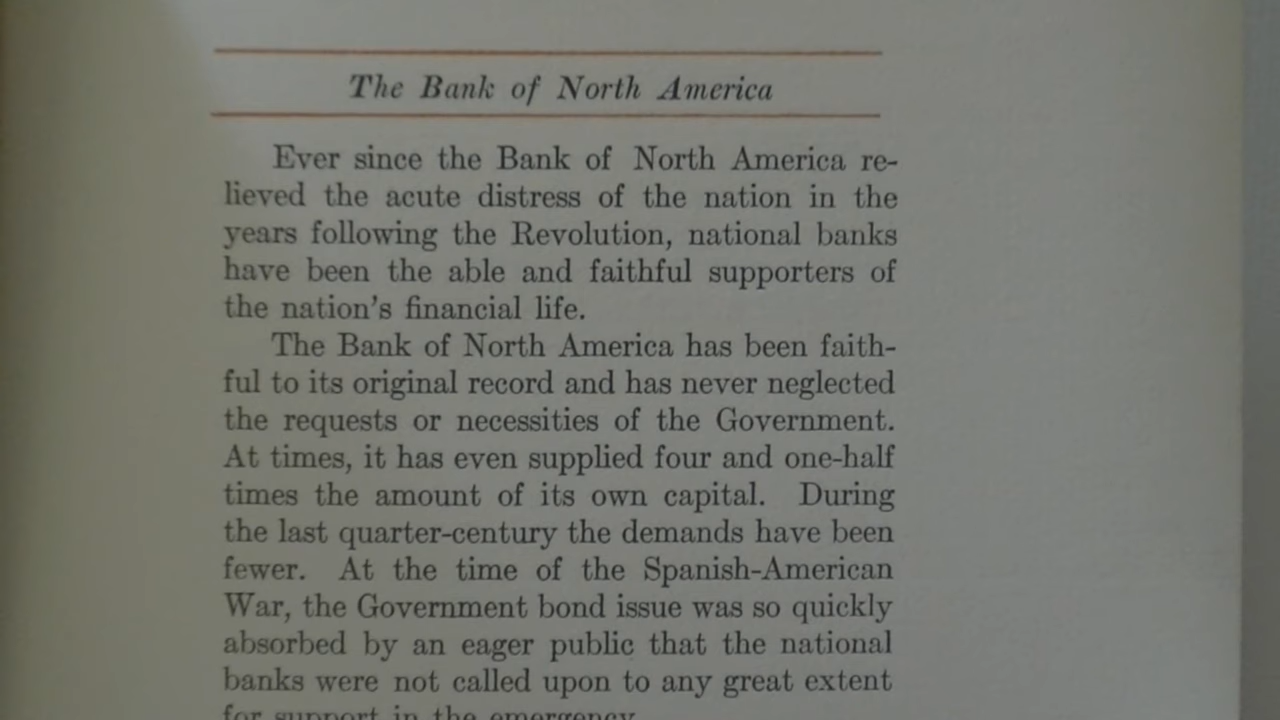 The Bank of North America
Ever since the Bank of North America re-
lieved the acute distress of the nation in the
years following the Revolution, national banks
have been the able and faithful supporters of
the nation's financial life.
The Bank of North America has been faith-
ful to its original record and has never neglected
the requests or necessities of the Government.
At times, it has even supplied four and one-half
times the amount of its own capital. During
the last quarter-century the demands have been
fewer. At the time of the Spanish-American
War, the Government bond issue was so quickly
absorbed by an eager public that the national
banks were not called upon to any great extent
for support in the emergency.